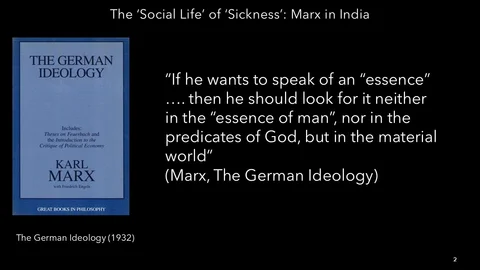 The ‘Social Life’ of ‘Sickness’: Marx in India
THE GERMAN
IDEOLOGY
Includes:
Theses on Feuerbach and
the Introduction to the
Critique of Political Economy
KARL
MARX
with Friedrich Engels
GREAT BOOKS IN PHILOSOPHY
The German Ideology (1932)
“If he wants to speak of an “essence”
…. then he should look for it neither
in the “essence of man”, nor in the
predicates of God, but in the material
world”
(Marx, The German Ideology)
2